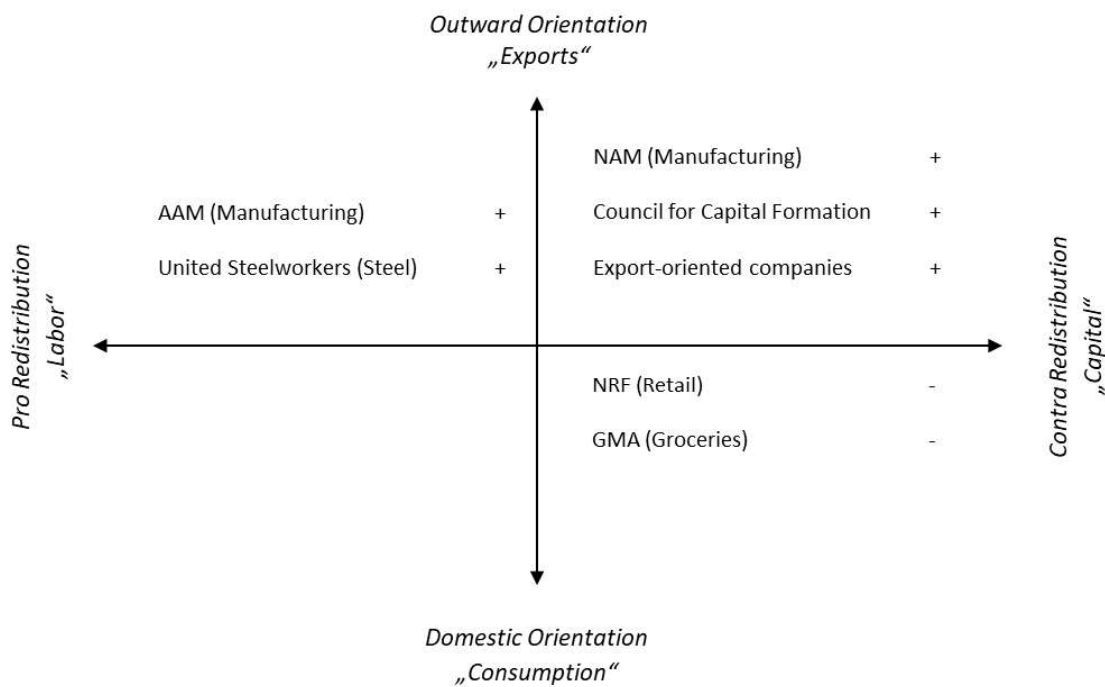 Outward Orientation
„Exports“
NAM (Manufacturing) +
AAM (Manufacturing) + Council for Capital Formation +
United Steelworkers (Steel) + Export-oriented companies +
Pro Redistribution
„Labor“
Contra Redistribution
„Capital“
NRF (Retail) -
GMA (Groceries) -
Domestic Orientation
„Consumption“